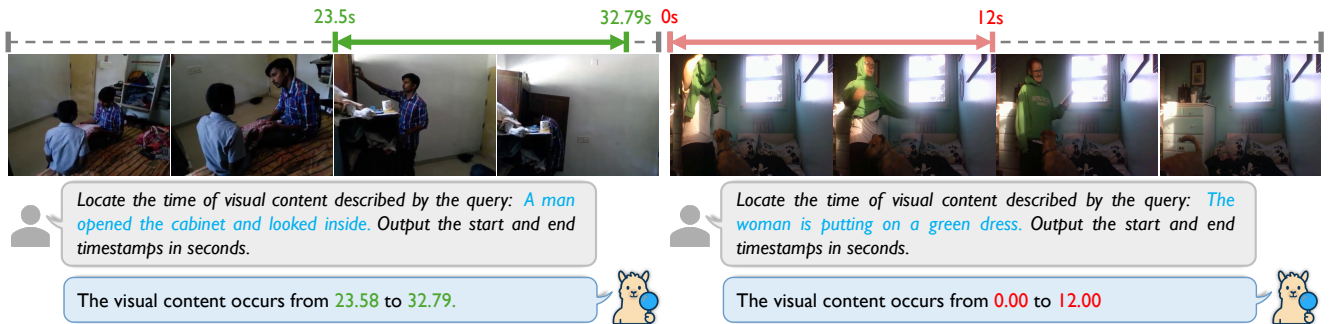 23.5s
32.79s
0s
12s
Locate the time of visual content described by the query: A man
opened the cabinet and looked inside. Output the start and end
timestamps in seconds.
The visual content occurs from 23.58 to 32.79.
Locate the time of visual content described by the query: The
woman is putting on a green dress. Output the start and end
timestamps in seconds.
The visual content occurs from 0.00 to 12.00